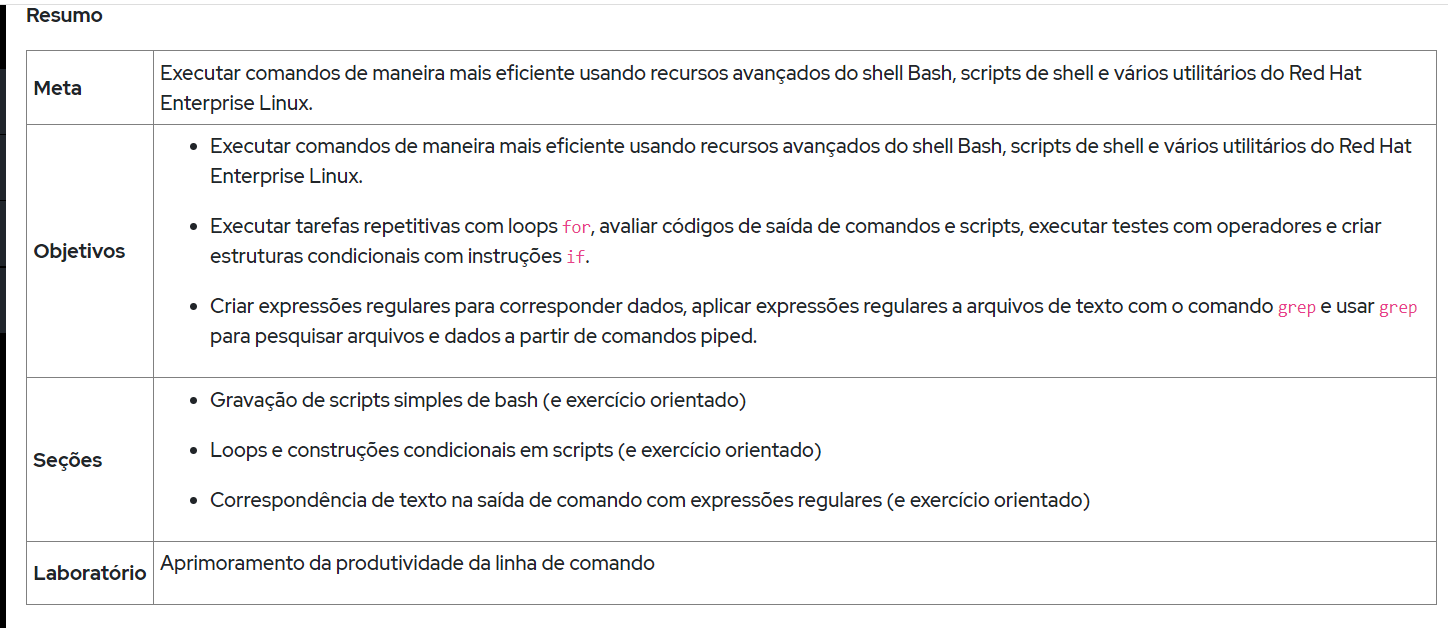 Resumo
Meta
Executar comandos de maneira mais eficiente usando recursos avançados do shell Bash, scripts de shell e vários utilitários do Red Hat
Enterprise Linux.
Objetivos
Executar comandos de maneira mais eficiente usando recursos avançados do shell Bash, scripts de shell e vários utilitários do Red Hat
Enterprise Linux.
Executar tarefas repetitivas com loops for, avaliar códigos de saída de comandos e scripts, executar testes com operadores e criar
estruturas condicionais com instruções if.
Criar expressões regulares para corresponder dados, aplicar expressões regulares a arquivos de texto com o comando grep e usar grep
para pesquisar arquivos e dados a partir de comandos piped.
Seções
Gravação de scripts simples de bash (e exercício orientado)
Loops e construções condicionais em scripts (e exercício orientado)
Correspondência de texto na saída de comando com expressões regulares (e exercício orientado)
Laboratório
Aprimoramento da produtividade da linha de comando